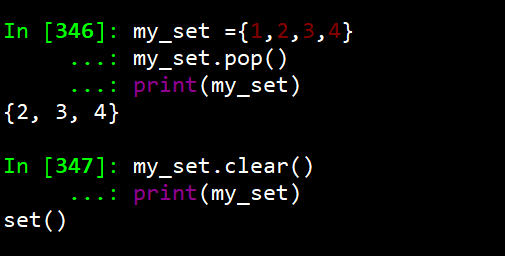 In [346]: my_set ={1,2,3,4}
...: my_set.pop()
...: print(my_set)
{2, 3, 4}
In [347]: my_set.clear()
...: print(my_set)
set()